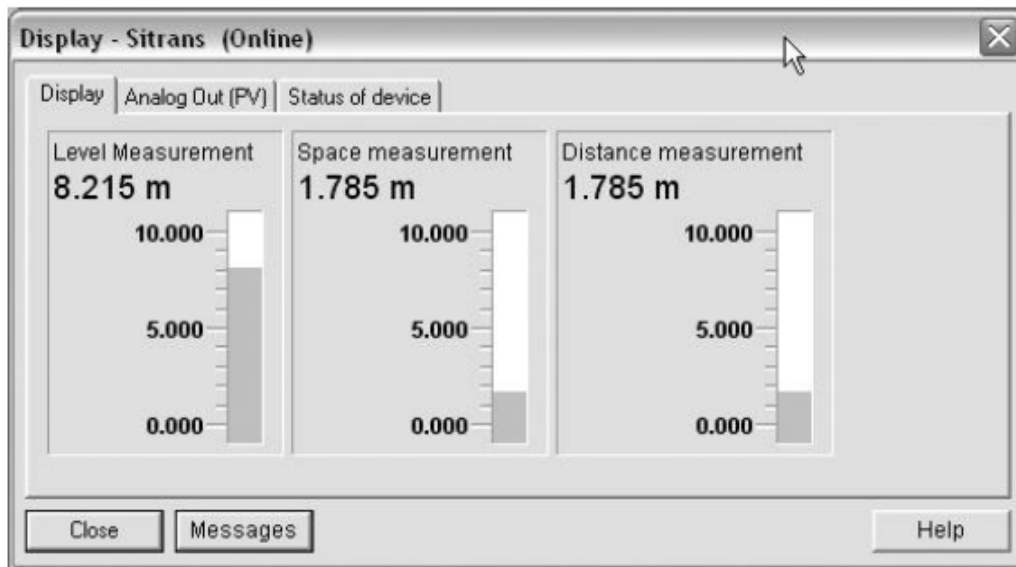 Display - Sitrans (Online)
Display
Analog Out (PV)
Status of device
Level Measurement
8.215 m
10.000
5.000
0.000
Space measurement
1.785 m
10.000
5.000
0.000
Distance measurement
1.785 m
10.000
5.000
0.000
Close
Messages
Help